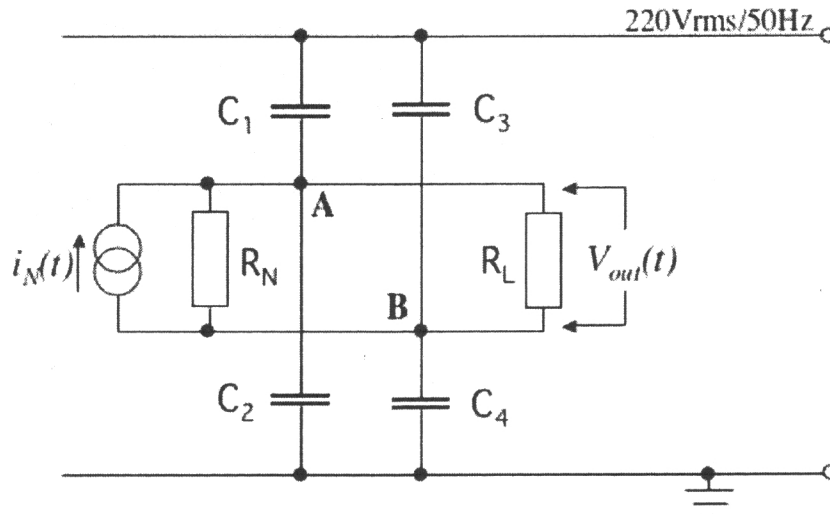 220Vrms/50Hz
C1 C3
A
iN(t) RN RL Vout(t)
B
C2 C4